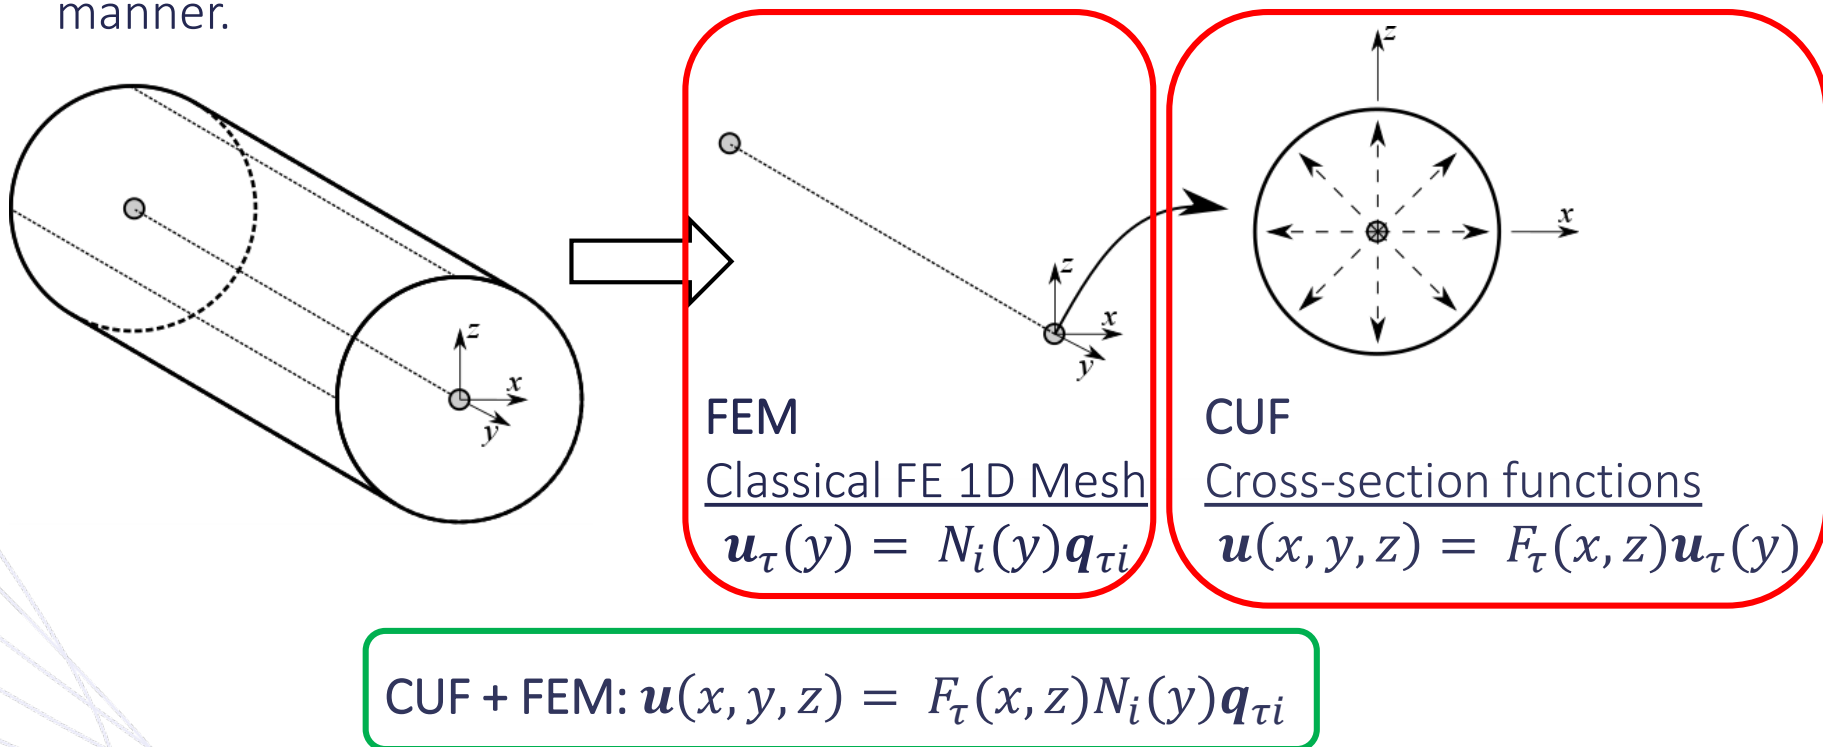 manner.
z
x
y
z
x
y
z
x
FEM
Classical FE 1D Mesh
𝒖_τ(y) = N_i(y)𝒒_τi
CUF
Cross-section functions
𝒖(x, y, z) = F_τ(x, z)𝒖_τ(y)
CUF + FEM: 𝒖(x, y, z) = F_τ(x, z)N_i(y)𝒒_τi